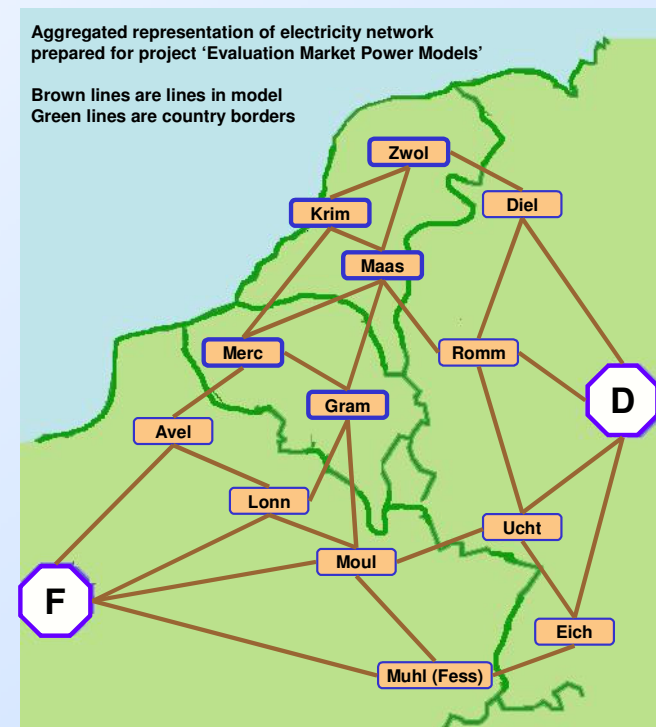 Aggregated representation of electricity network
prepared for project ‘Evaluation Market Power Models’
Brown lines are lines in model
Green lines are country borders
Zwol
Krim
Diel
Maas
Merc
Romm
Gram
D
Avel
Lonn
Ucht
Moul
F
Eich
Muhl (Fess)